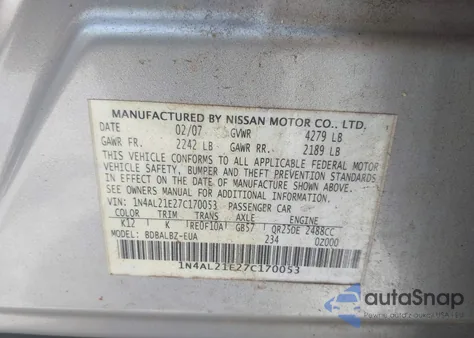 MANUFACTURED BY NISSAN MOTOR CO., LTD.
DATE 02/07 GVWR 4279 LB
GAWR FR. 2242 LB GAWR RR. 2189 LB
THIS VEHICLE CONFORMS TO ALL APPLICABLE FEDERAL MOTOR
VEHICLE SAFETY, BUMPER AND THEFT PREVENTION STANDARDS
IN EFFECT ON THE DATE OF MANUFACTURE SHOWN ABOVE.
SEE OWNERS MANUAL FOR ADDITIONAL INFORMATION
VIN: 1N4AL21E27C170053 PASSENGER CAR
COLOR TRIM TRANS AXLE ENGINE
K12 K RE0F10A GB57 QR25DE 2488CC
MODEL: BDBALBZ-EUA 234 0Z000
1N4AL21E27C170053
autoSnap